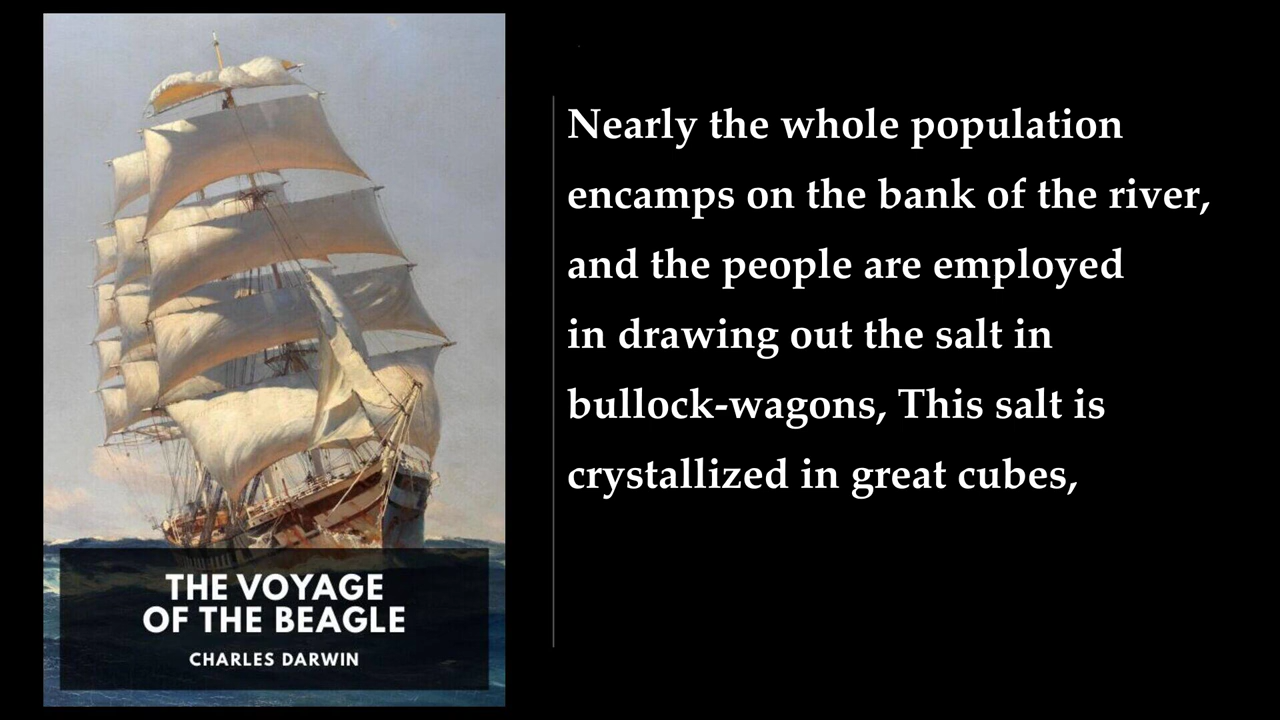 THE VOYAGE
OF THE BEAGLE
CHARLES DARWIN
Nearly the whole population
encamps on the bank of the river,
and the people are employed
in drawing out the salt in
bullock-wagons, This salt is
crystallized in great cubes,